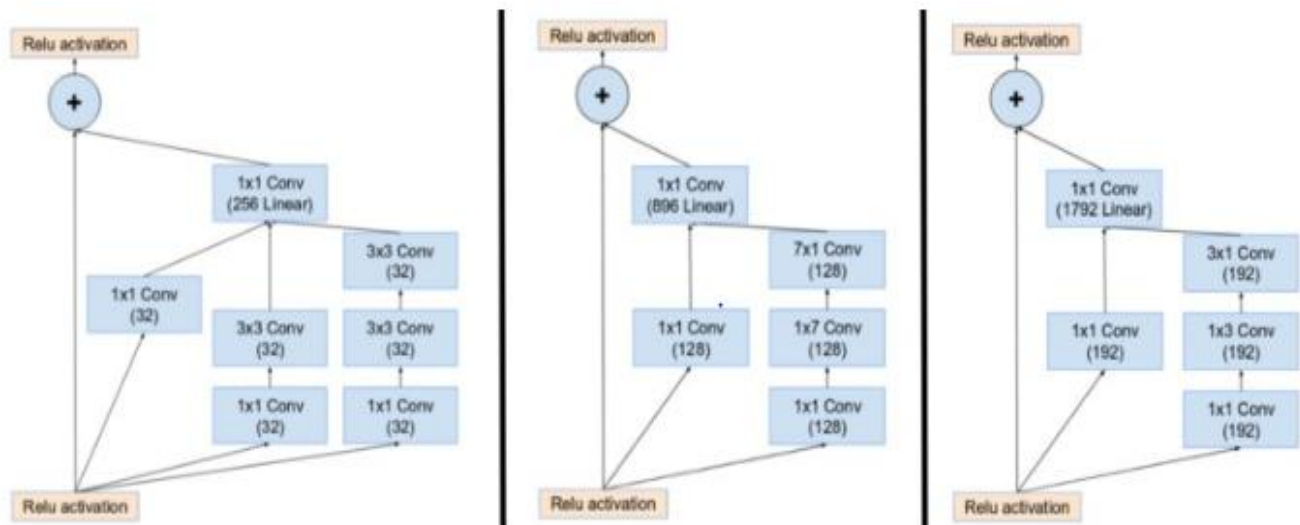 Relu activation
+
1x1 Conv
(256 Linear)
3x3 Conv
(32)
1x1 Conv
(32)
3x3 Conv
(32)
3x3 Conv
(32)
1x1 Conv
(32)
1x1 Conv
(32)
Relu activation
Relu activation
+
1x1 Conv
(896 Linear)
7x1 Conv
(128)
1x1 Conv
(128)
1x7 Conv
(128)
1x1 Conv
(128)
Relu activation
Relu activation
+
1x1 Conv
(1792 Linear)
3x1 Conv
(192)
1x1 Conv
(192)
1x3 Conv
(192)
1x1 Conv
(192)
Relu activation